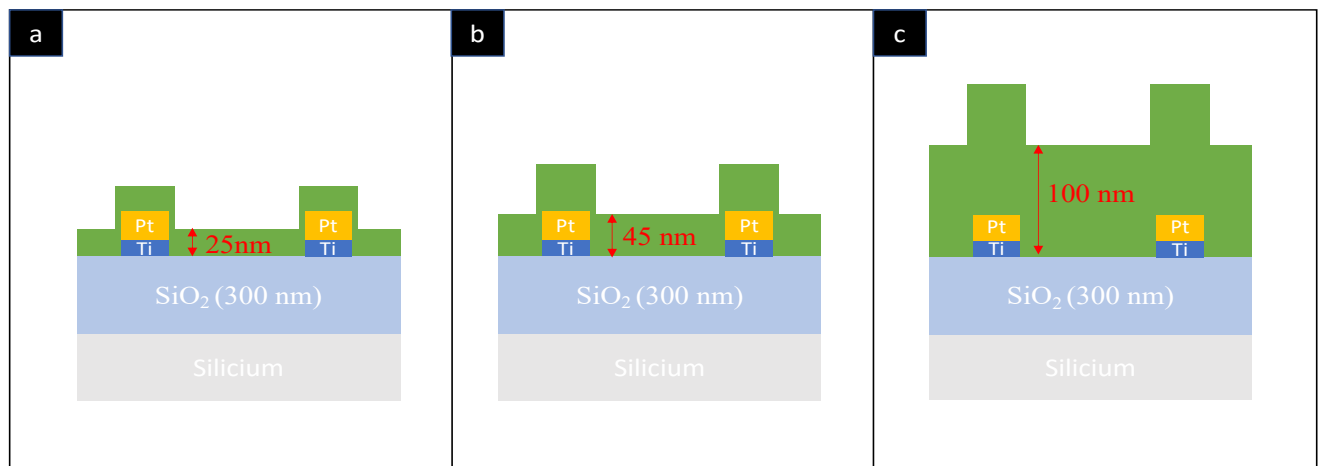 a
Pt
Pt
25nm
Ti
Ti
SiO₂ (300 nm)
Silicium
b
Pt
Pt
45 nm
Ti
Ti
SiO₂ (300 nm)
Silicium
c
100 nm
Pt
Pt
Ti
Ti
SiO₂ (300 nm)
Silicium